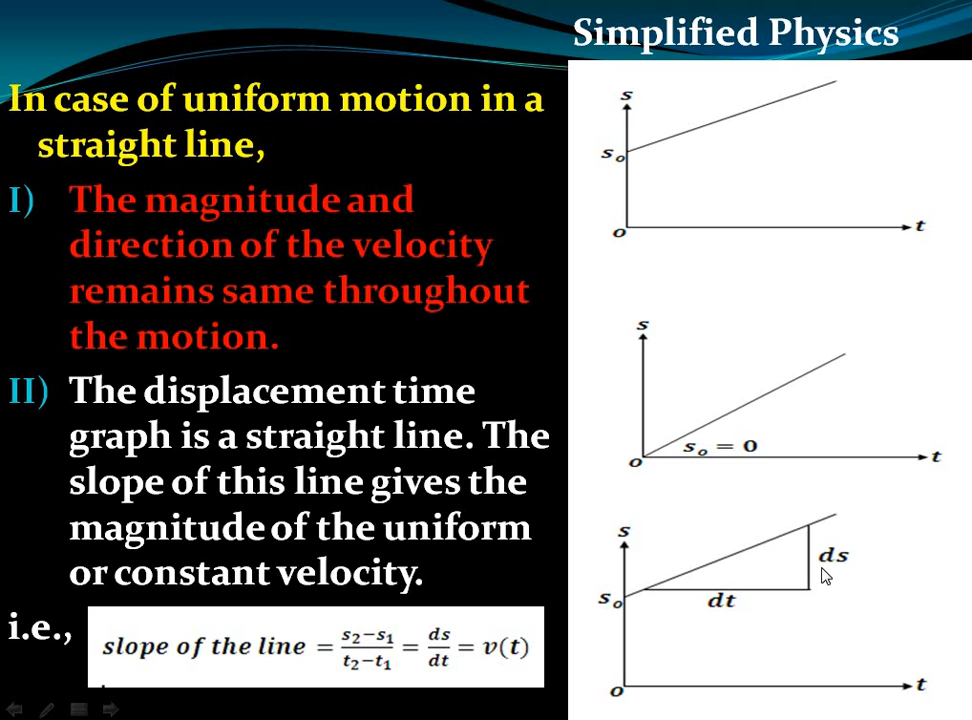 Simplified Physics
In case of uniform motion in a
straight line,
I) The magnitude and
direction of the velocity
remains same throughout
the motion.
II) The displacement time
graph is a straight line. The
slope of this line gives the
magnitude of the uniform
or constant velocity.
i.e.,
slope of the line = s₂−s₁/t₂−t₁ = ds/dt = v(t)
s
sₒ
o
t
s
sₒ = 0
o
t
s
ds
sₒ
dt
o
t